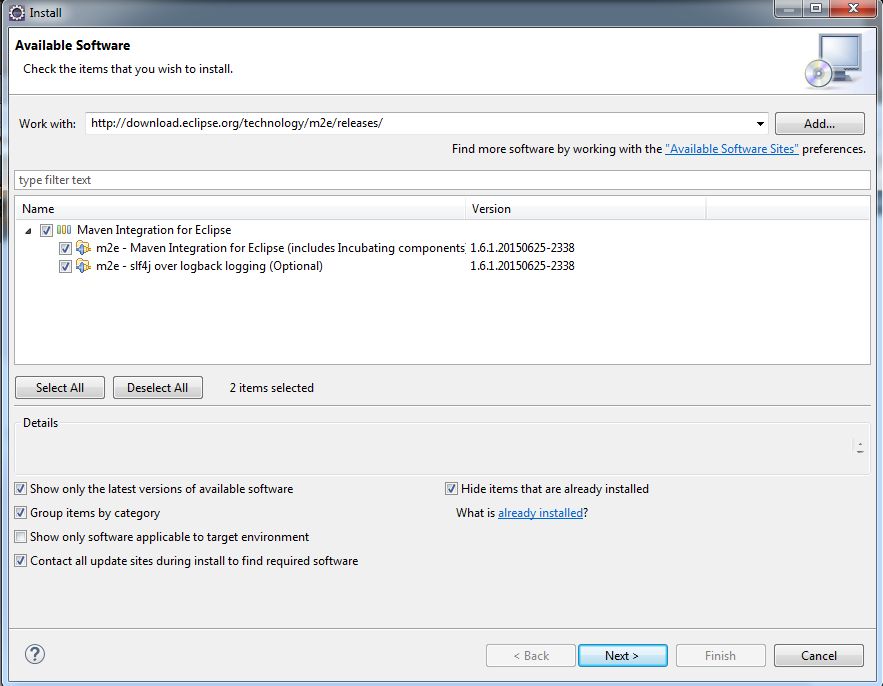 Install
Available Software
Check the items that you wish to install.
Work with: http://download.eclipse.org/technology/m2e/releases/ Add...
Find more software by working with the "Available Software Sites" preferences.
type filter text
Name Version
Maven Integration for Eclipse
m2e - Maven Integration for Eclipse (includes Incubating components 1.6.1.20150625-2338
m2e - slf4j over logback logging (Optional) 1.6.1.20150625-2338
Select All Deselect All 2 items selected
Details
Show only the latest versions of available software Hide items that are already installed
Group items by category What is already installed?
Show only software applicable to target environment
Contact all update sites during install to find required software
? < Back Next > Finish Cancel